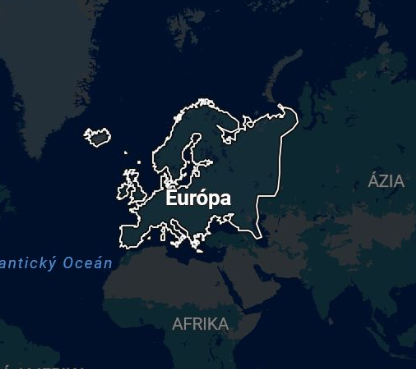 Európa
ÁZIA
antický Oceán
AFRIKA